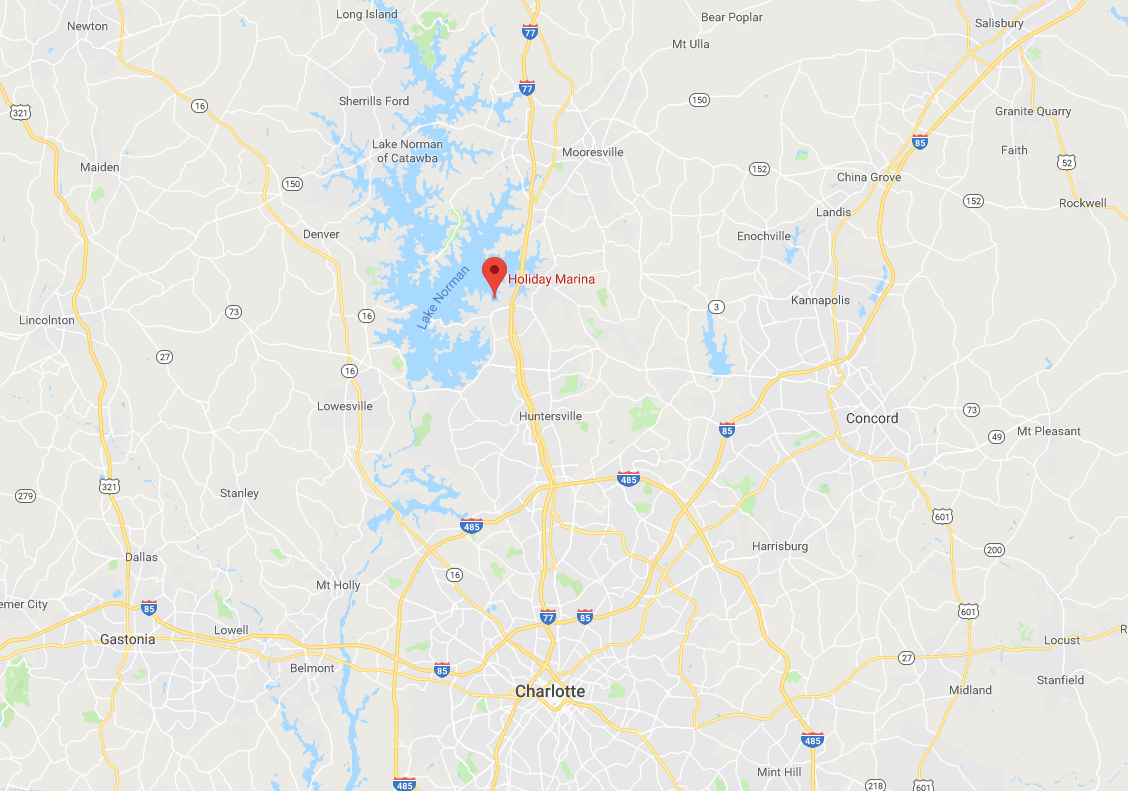 Long Island
Bear Poplar
Newton
Salisbury
77
Mt Ulla
77
Sherrills Ford
150
16
321
Granite Quarry
85
Lake Norman
of Catawba
Mooresville
Faith
Maiden
152
52
China Grove
150
152
Rockwell
Landis
Denver
Enochville
Lake Norman
Holiday Marina
Kannapolis
3
73
16
Lincolnton
27
16
Lowesville
Huntersville
73
Concord
85
49
Mt Pleasant
485
321
279
Stanley
601
485
Harrisburg
200
Dallas
16
Mt Holly
emer City
85
601
77
85
Lowell
Gastonia
Locust
R
27
Belmont
85
Stanfield
Charlotte
Midland
485
Mint Hill
485
218
601